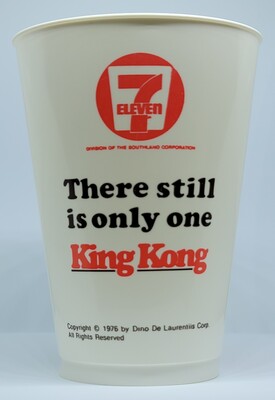 7
ELEVEN
DIVISION OF THE SOUTHLAND CORPORATION
There still
is only one
King Kong
Copyright © 1976 by Dino De Laurentiis Corp.
All Rights Reserved